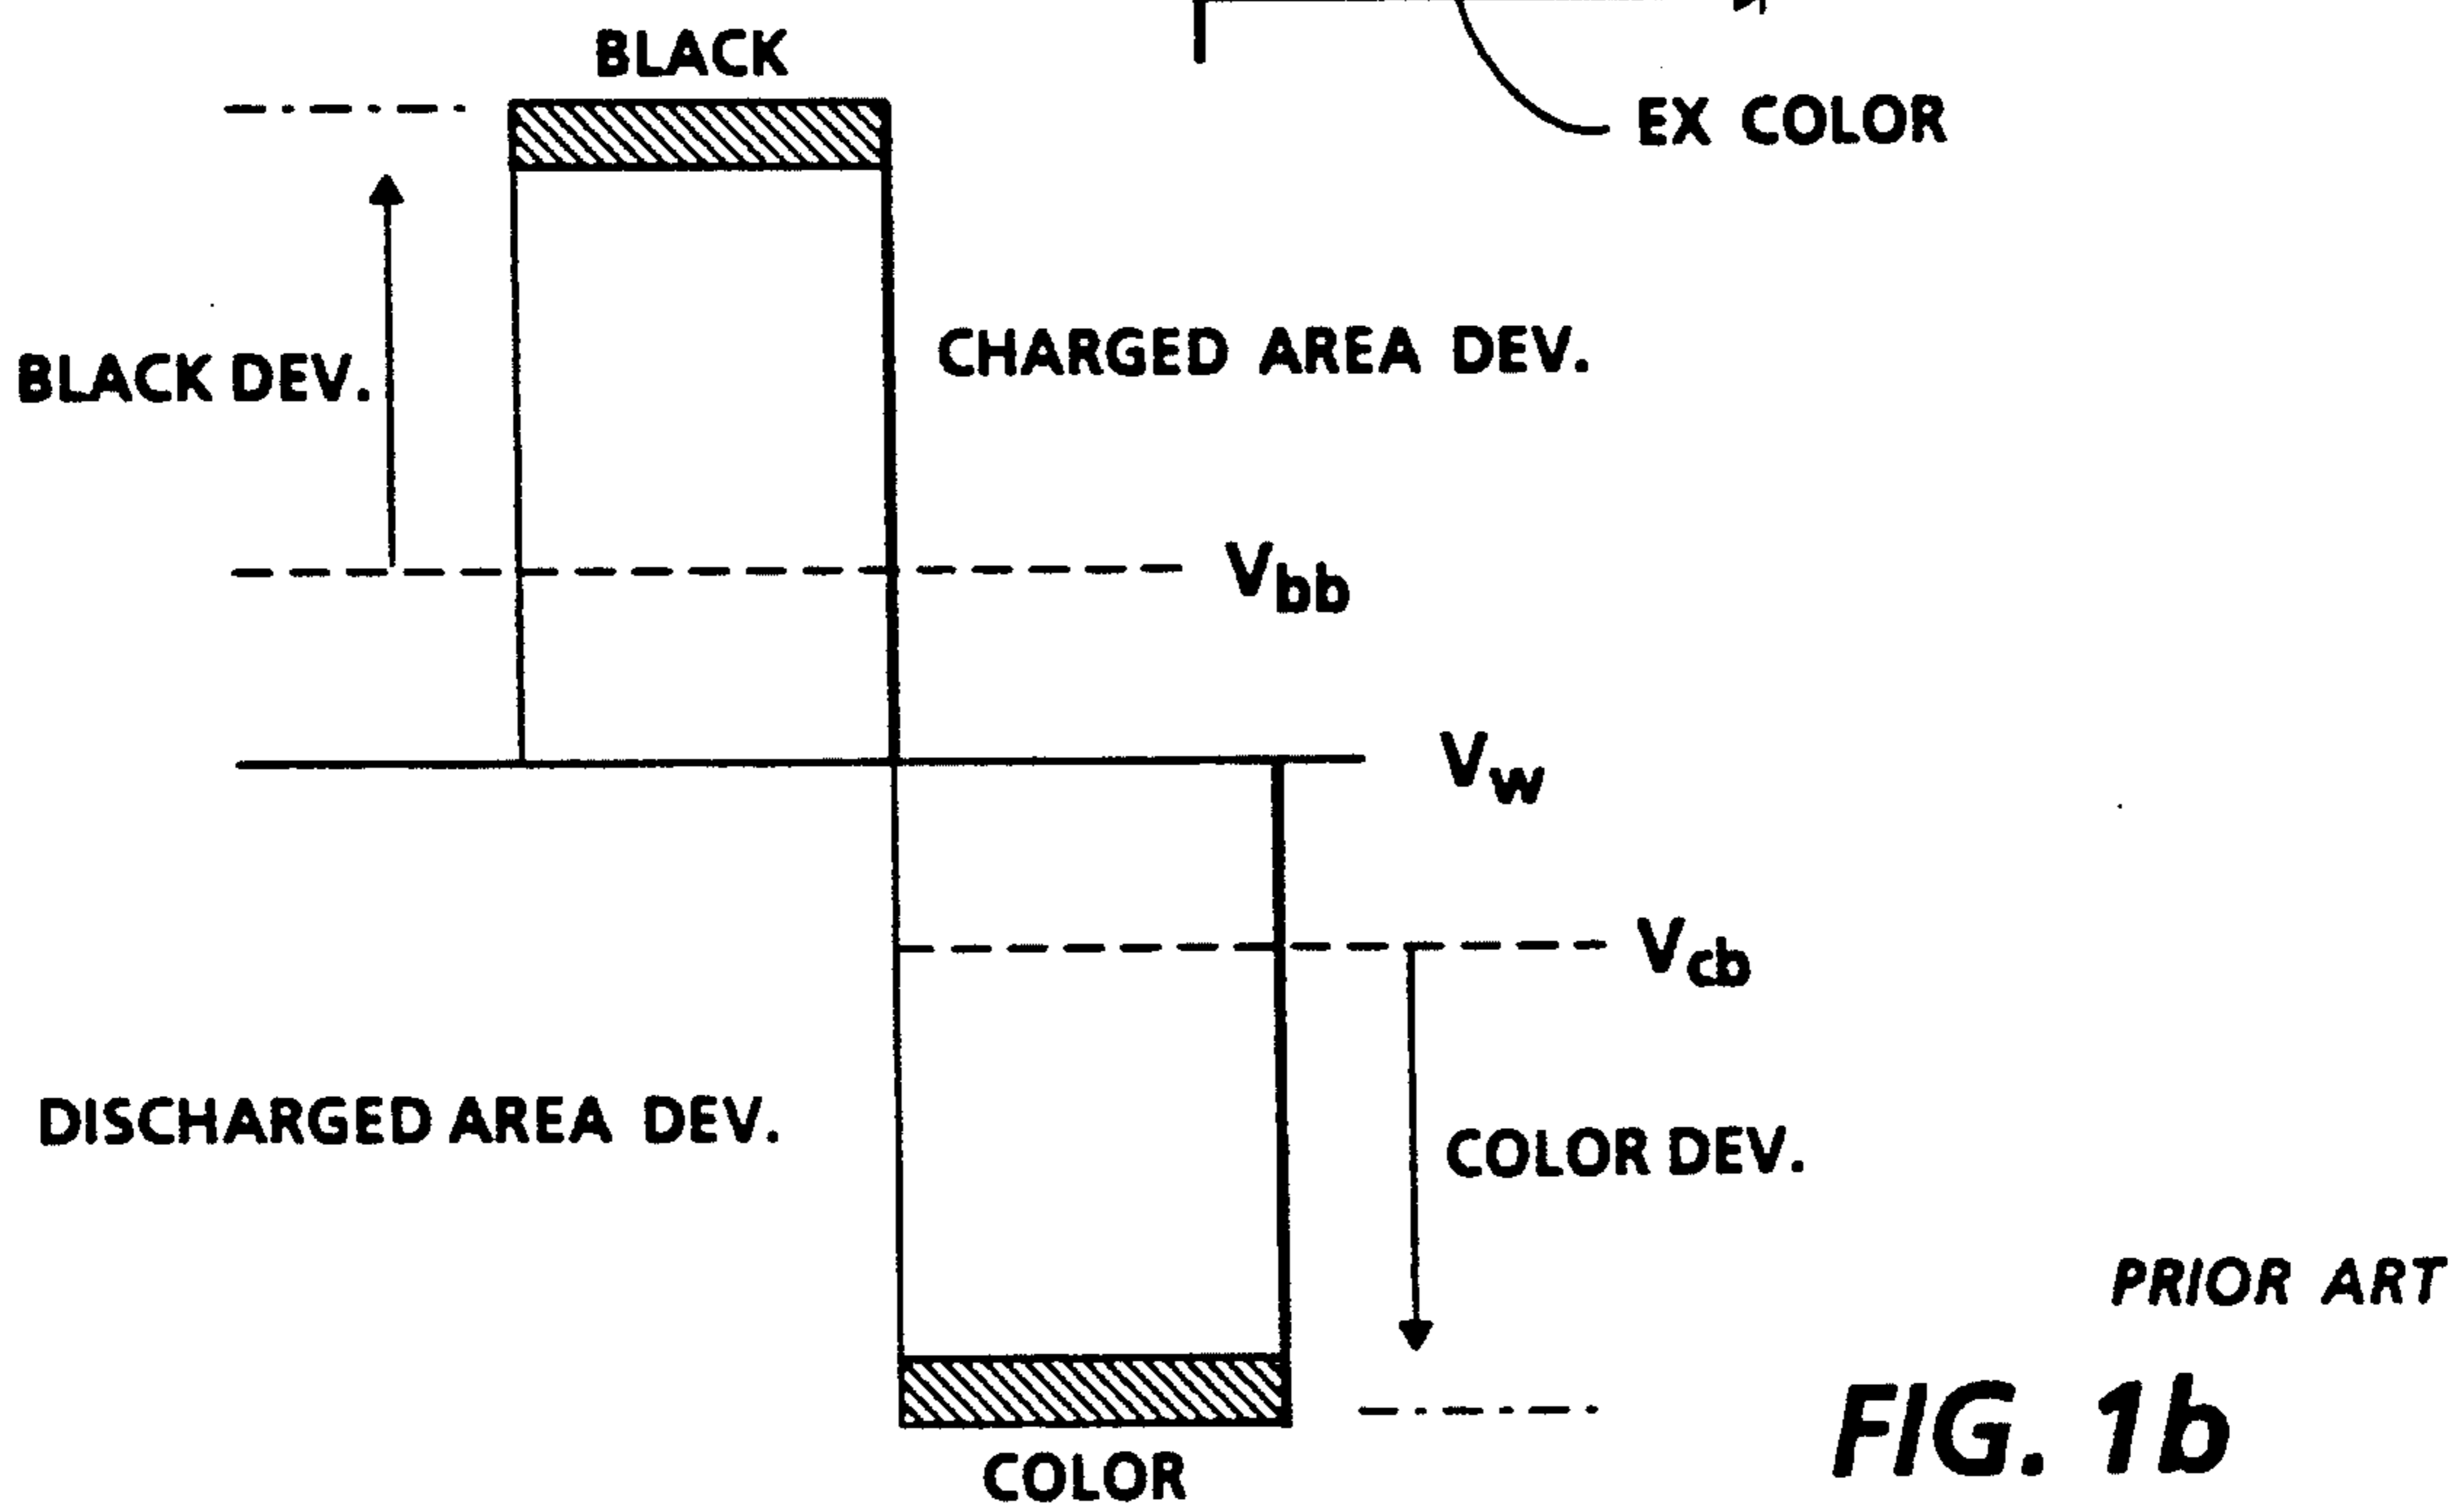 BLACK
EX COLOR
CHARGED AREA DEV.
BLACK DEV.
Vbb
Vw
Vcb
DISCHARGED AREA DEV.
COLOR DEV.
PRIOR ART
FIG. 1b
COLOR